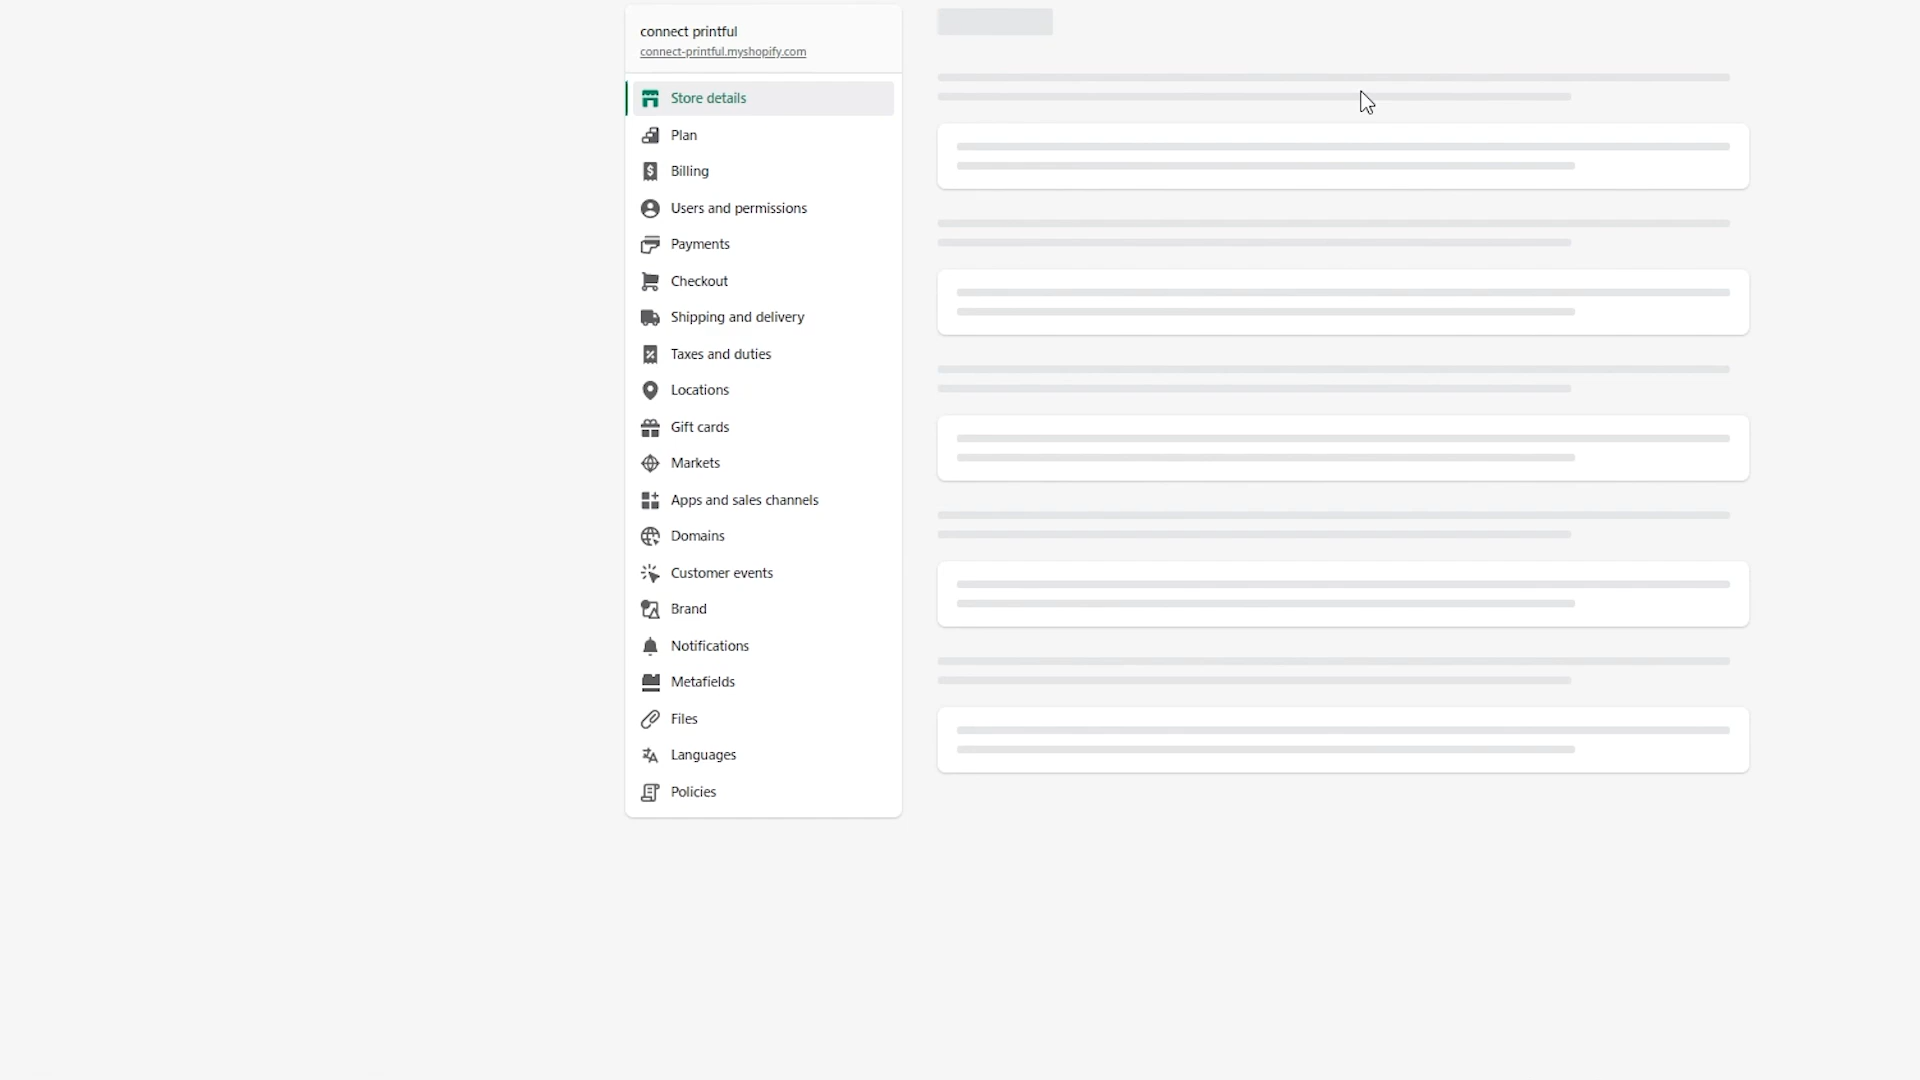 connect printful
connect-printful.myshopify.com
Store details
Plan
Billing
Users and permissions
Payments
Checkout
Shipping and delivery
Taxes and duties
Locations
Gift cards
Markets
Apps and sales channels
Domains
Customer events
Brand
Notifications
Metafields
Files
Languages
Policies